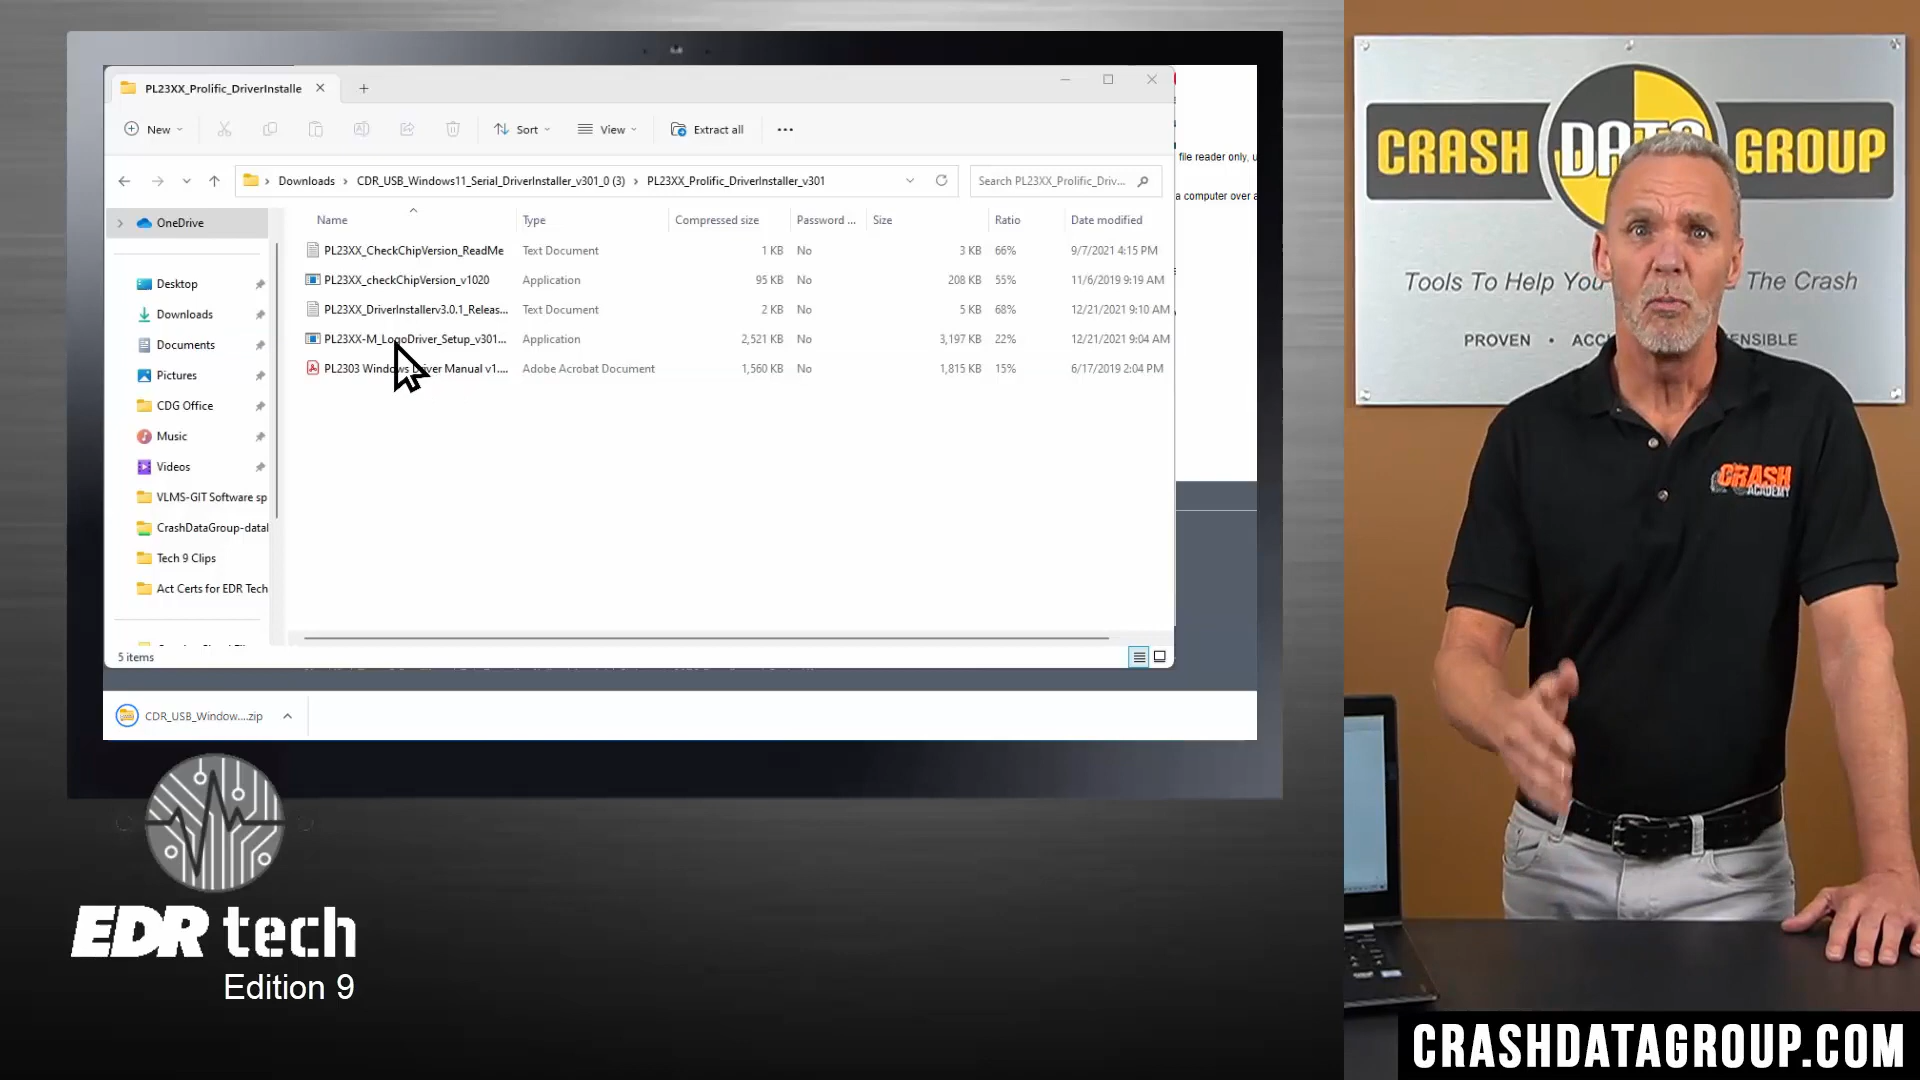 PL23XX_Prolific_DriverInstalle
New
Sort
View
Extract all
Downloads
CDR_USB_Windows11_Serial_DriverInstaller_v301_0 (3)
PL23XX_Prolific_DriverInstaller_v301
Search PL23XX_Prolific_Driv...
file reader only, u
a computer over a
OneDrive
Desktop
Downloads
Documents
Pictures
CDG Office
Music
Videos
VLMS-GIT Software sp
CrashDataGroup-datal
Tech 9 Clips
Act Certs for EDR Tech
Name Type Compressed size Password ... Size Ratio Date modified
PL23XX_CheckChipVersion_ReadMe Text Document 1 KB No 3 KB 66% 9/7/2021 4:15 PM
PL23XX_checkChipVersion_v1020 Application 95 KB No 208 KB 55% 11/6/2019 9:19 AM
PL23XX_DriverInstallerv3.0.1_Releas... Text Document 2 KB No 5 KB 68% 12/21/2021 9:10 AM
PL23XX-M_LogoDriver_Setup_v301... Application 2,521 KB No 3,197 KB 22% 12/21/2021 9:04 AM
PL2303 Windows Driver Manual v1.... Adobe Acrobat Document 1,560 KB No 1,815 KB 15% 6/17/2019 2:04 PM
5 items
CDR_USB_Window....zip
EDR tech
Edition 9
CRASH DATA GROUP
Tools To Help You The Crash
PROVEN •
CRASH
ACADEMY
CRASHDATAGROUP.COM